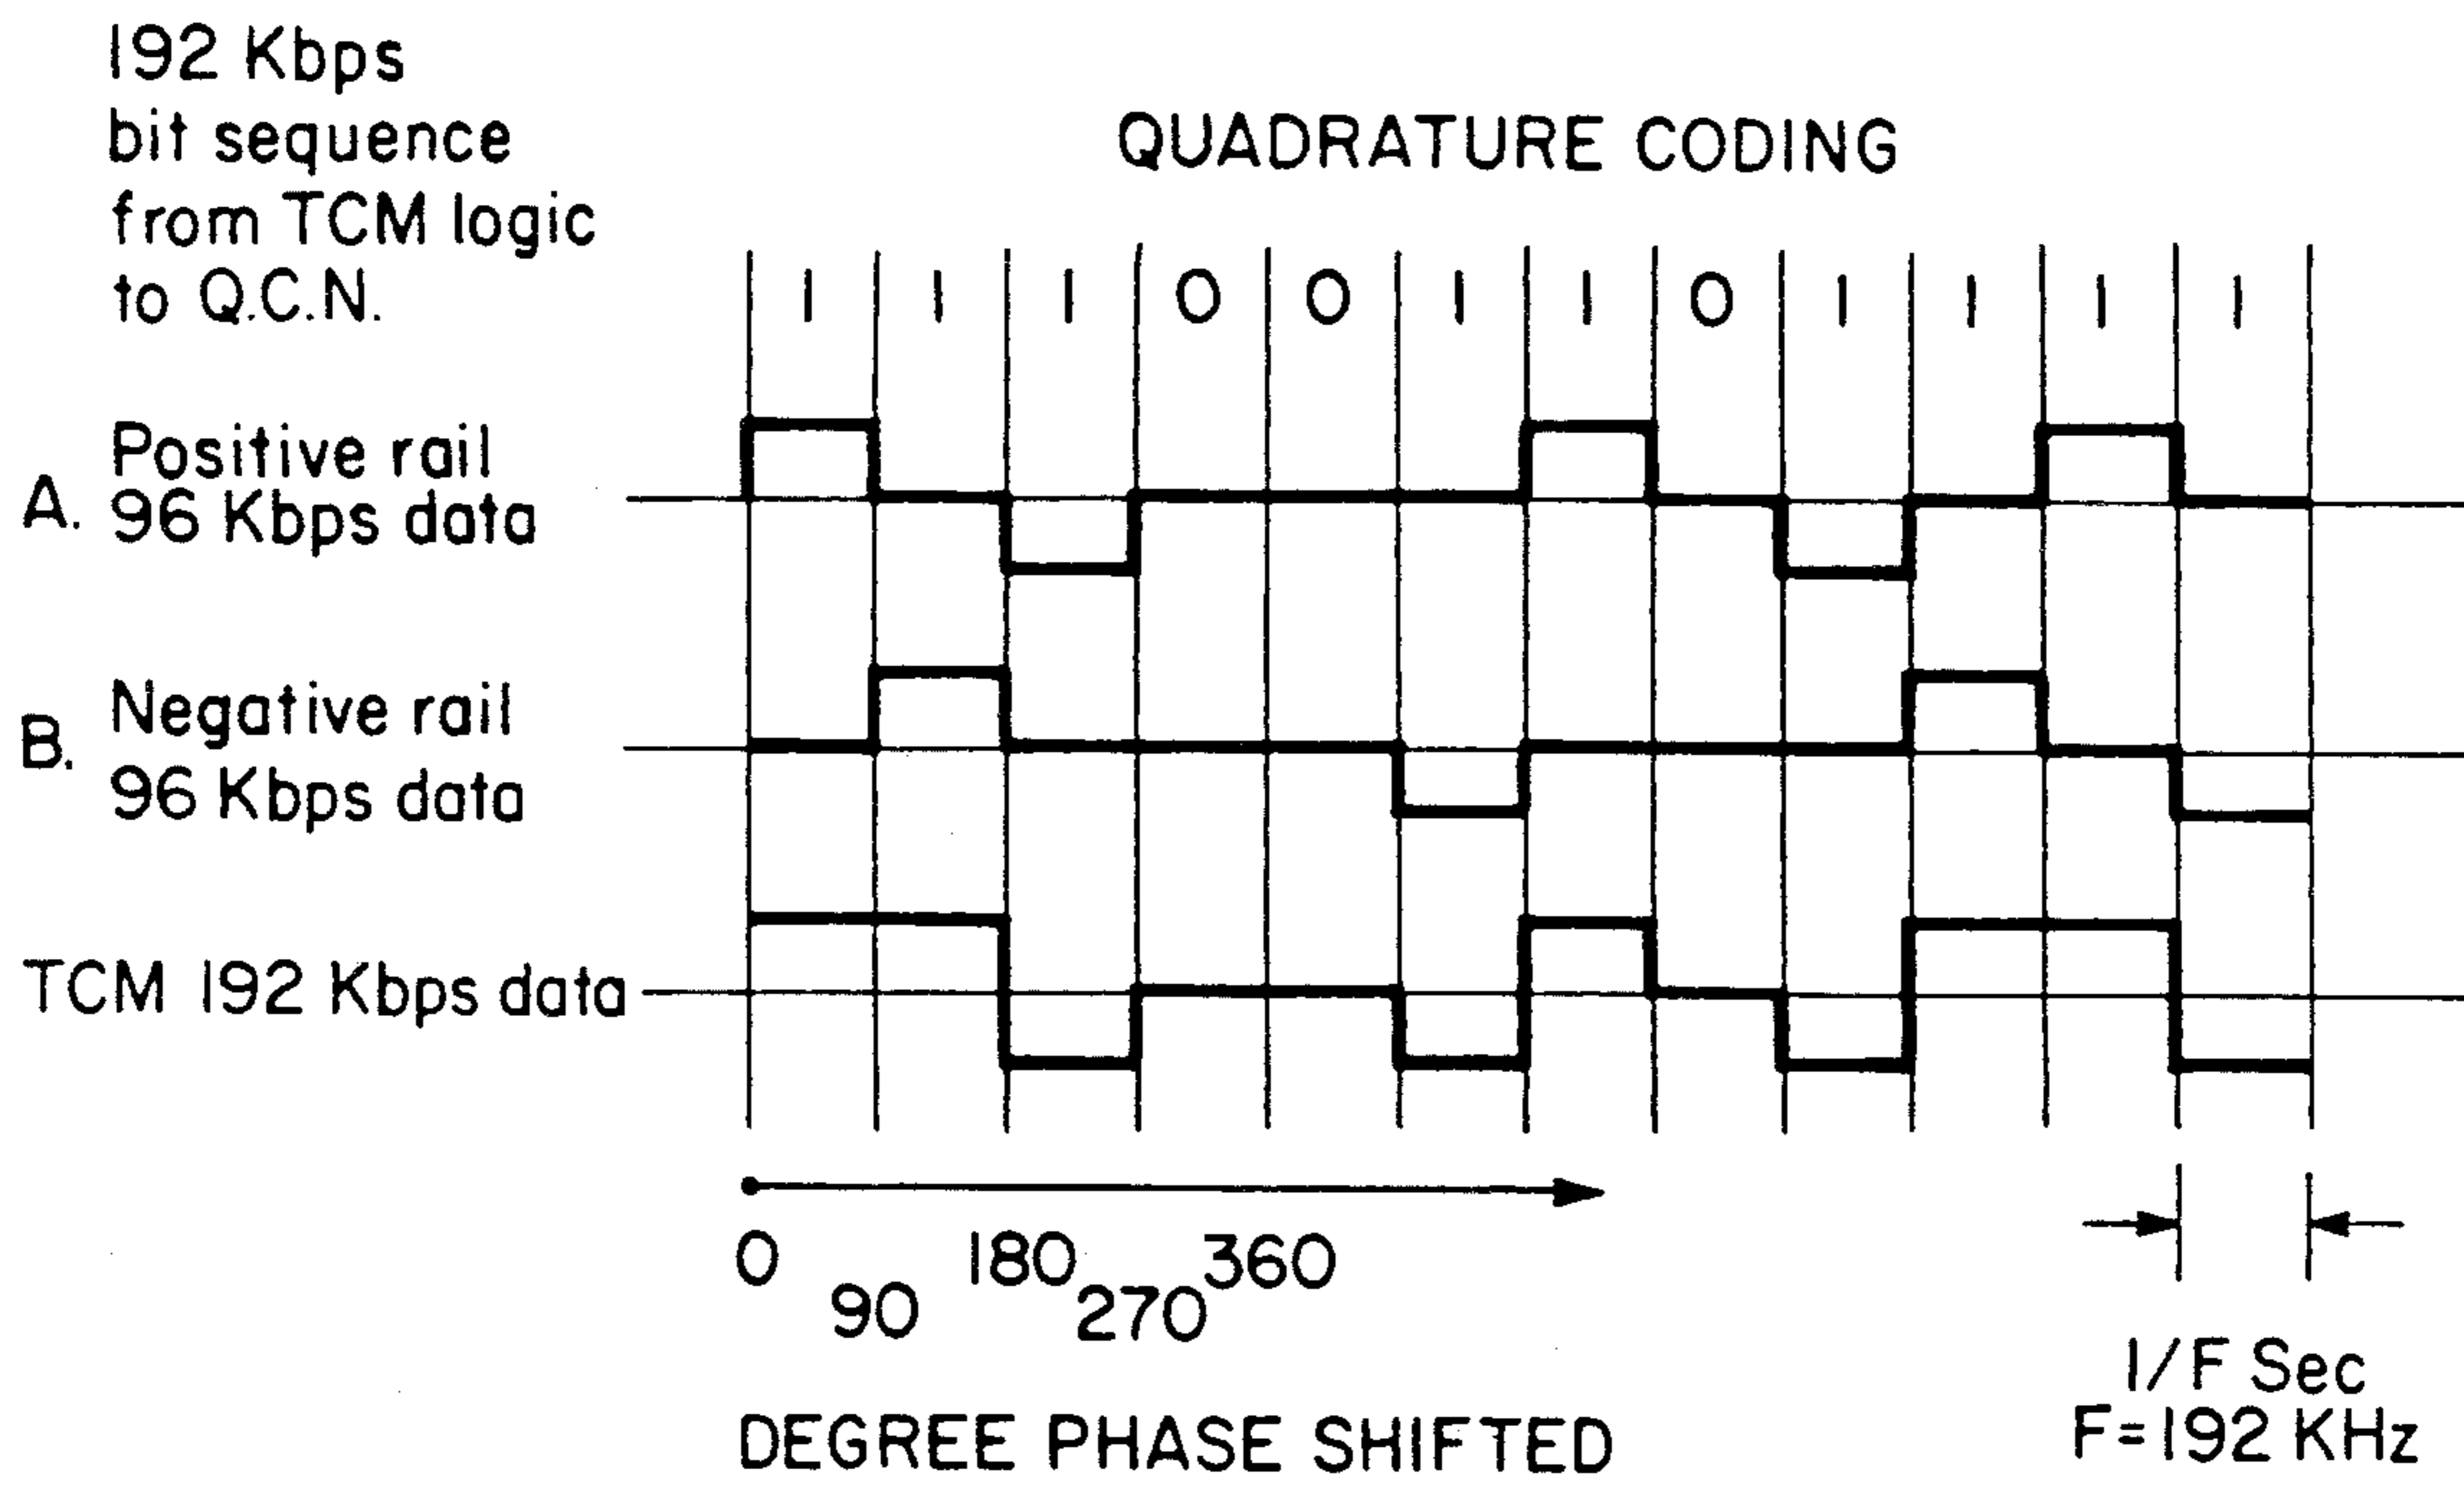 192 Kbps
bit sequence
from TCM logic
to Q.C.N.
QUADRATURE CODING
1 1 1 0 0 1 1 0 1 1 1 1
A. Positive rail
96 Kbps data
B. Negative rail
96 Kbps data
TCM 192 Kbps data
0 90 180 270 360
DEGREE PHASE SHIFTED
1/F Sec
F=192 KHz